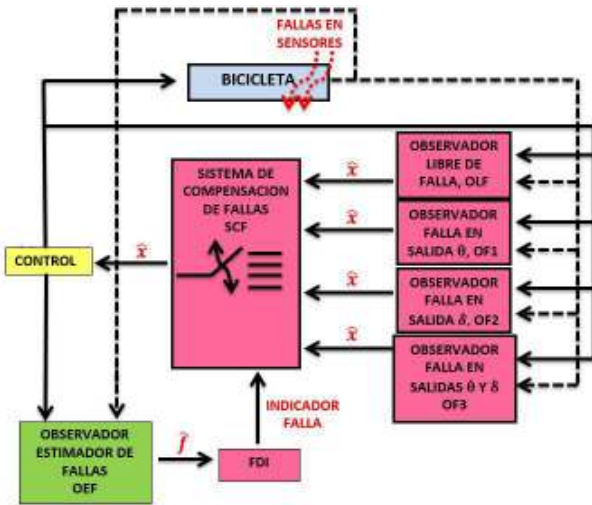 FALLAS EN
SENSORES
BICICLETA
SISTEMA DE
COMPENSACION
DE FALLAS
SCF
x̂
x̂
x̂
x̂
OBSERVADOR
LIBRE DE
FALLA, OLF
OBSERVADOR
FALLA EN
SALIDA θ, OF1
OBSERVADOR
FALLA EN
SALIDA δ, OF2
OBSERVADOR
FALLA EN
SALIDAS θ Y δ
OF3
CONTROL
x̂
INDICADOR
FALLA
OBSERVADOR
ESTIMADOR DE
FALLAS
OEF
f̂
FDI